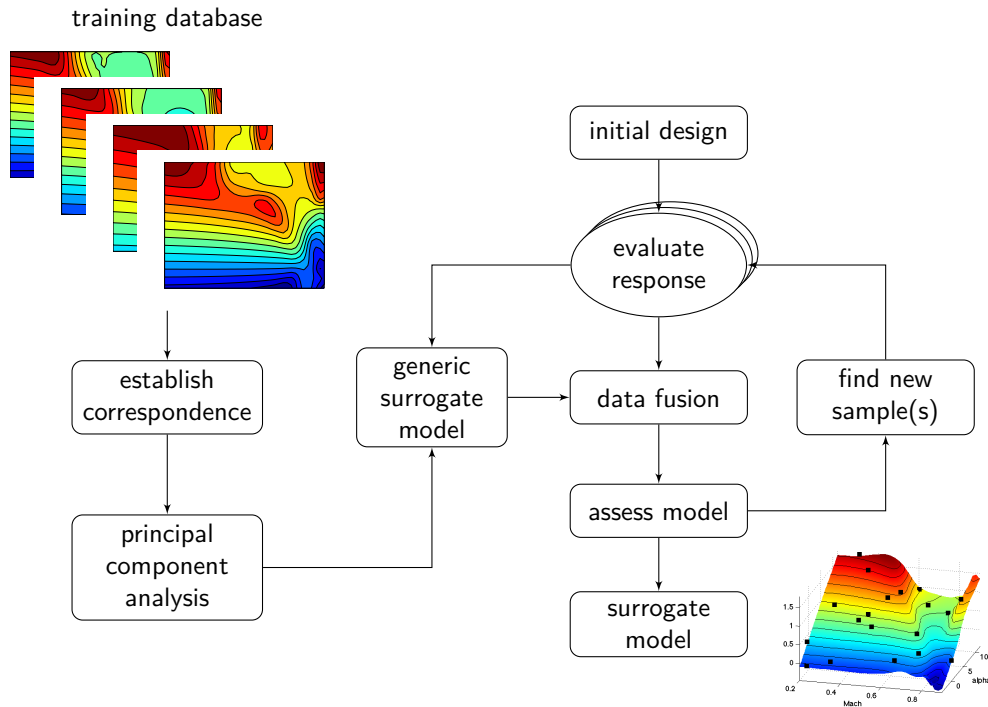 training database
initial design
evaluate
response
establish
correspondence
generic
surrogate
model
data fusion
find new
sample(s)
principal
component
analysis
assess model
surrogate
model
1.5
1
0.5
0
0.2
0.4
0.6
0.8
Mach
0
5
10
alpha